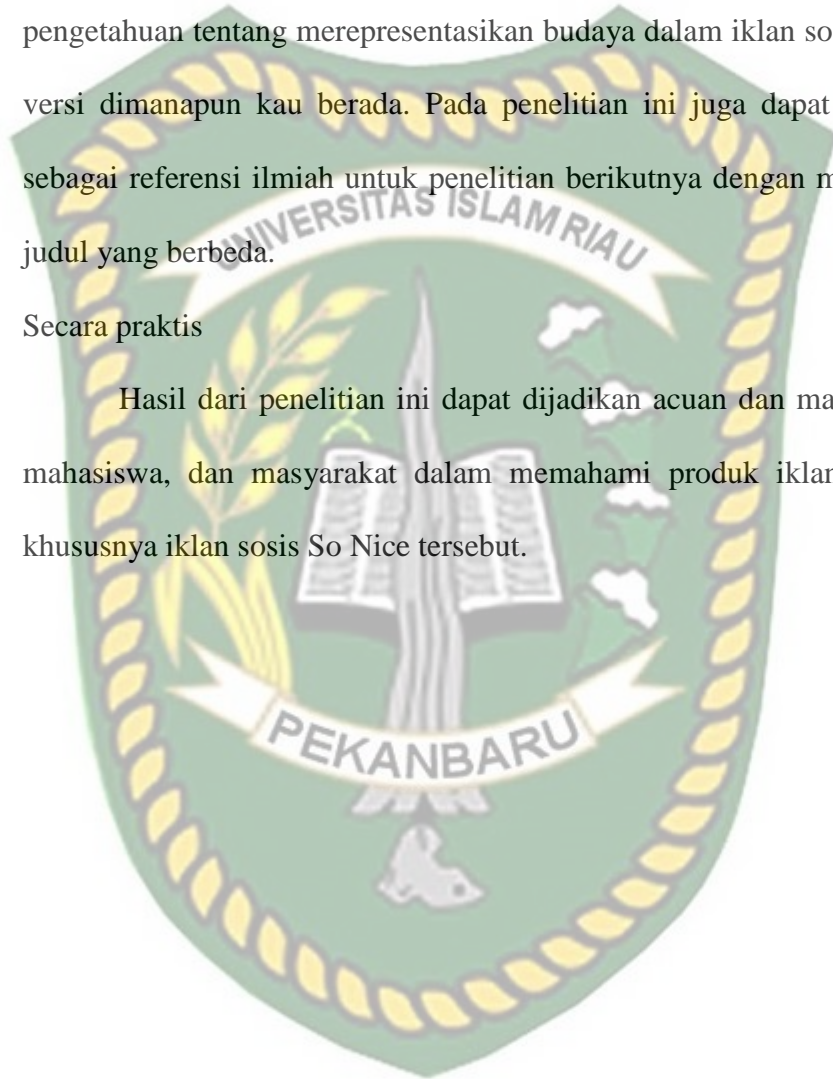 pengetahuan tentang merepresentasikan budaya dalam iklan so
versi dimanapun kau berada. Pada penelitian ini juga dapat
sebagai referensi ilmiah untuk penelitian berikutnya dengan m
UNIVERSITAS ISLAM RIAU
judul yang berbeda.
Secara praktis
Hasil dari penelitian ini dapat dijadikan acuan dan ma
mahasiswa, dan masyarakat dalam memahami produk iklan
khususnya iklan sosis So Nice tersebut.
PEKANBARU